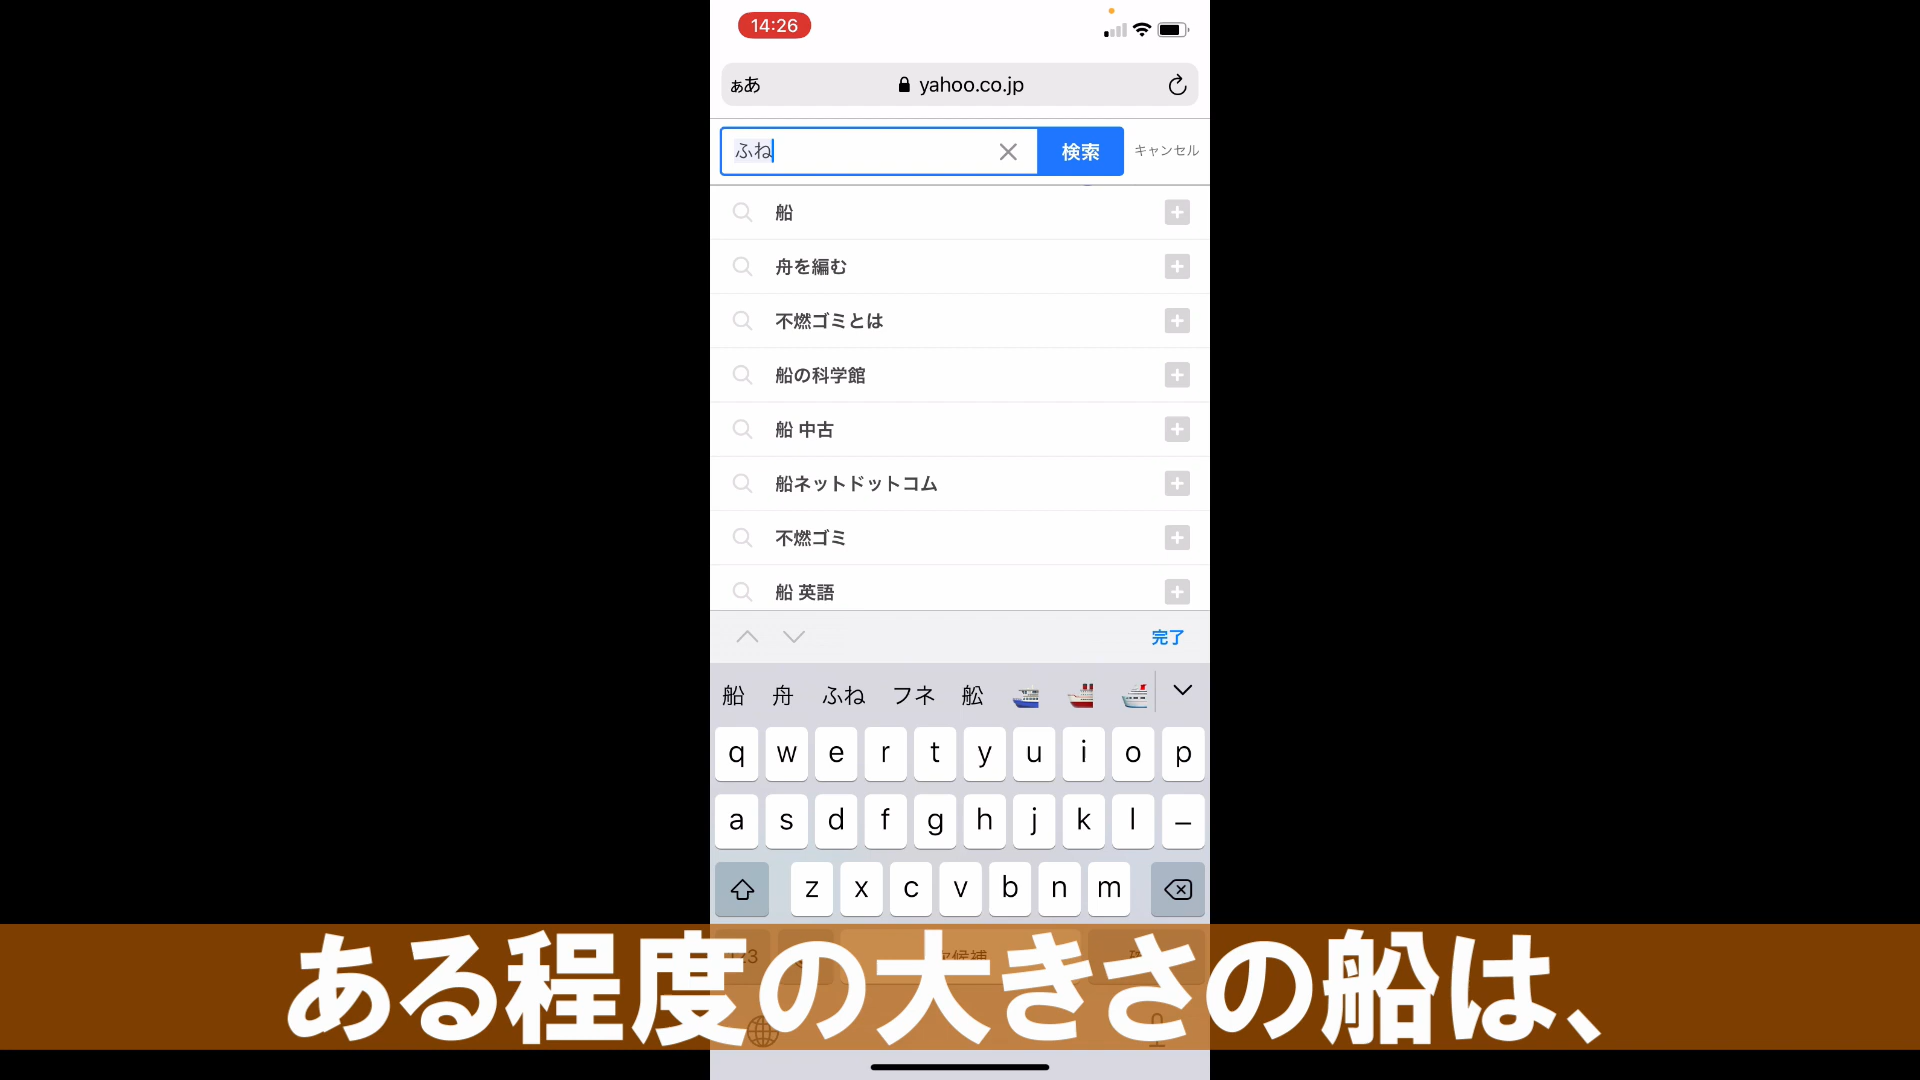 14:26
ぁあ yahoo.co.jp
ふね 検索 キャンセル
船
舟を編む
不燃ゴミとは
船の科学館
船 中古
船ネットドットコム
不燃ゴミ
船 英語
完了
船 舟 ふね フネ 舩
q w e r t y u i o p
a s d f g h j k l –
z x c v b n m
ある程度の大きさの船は、